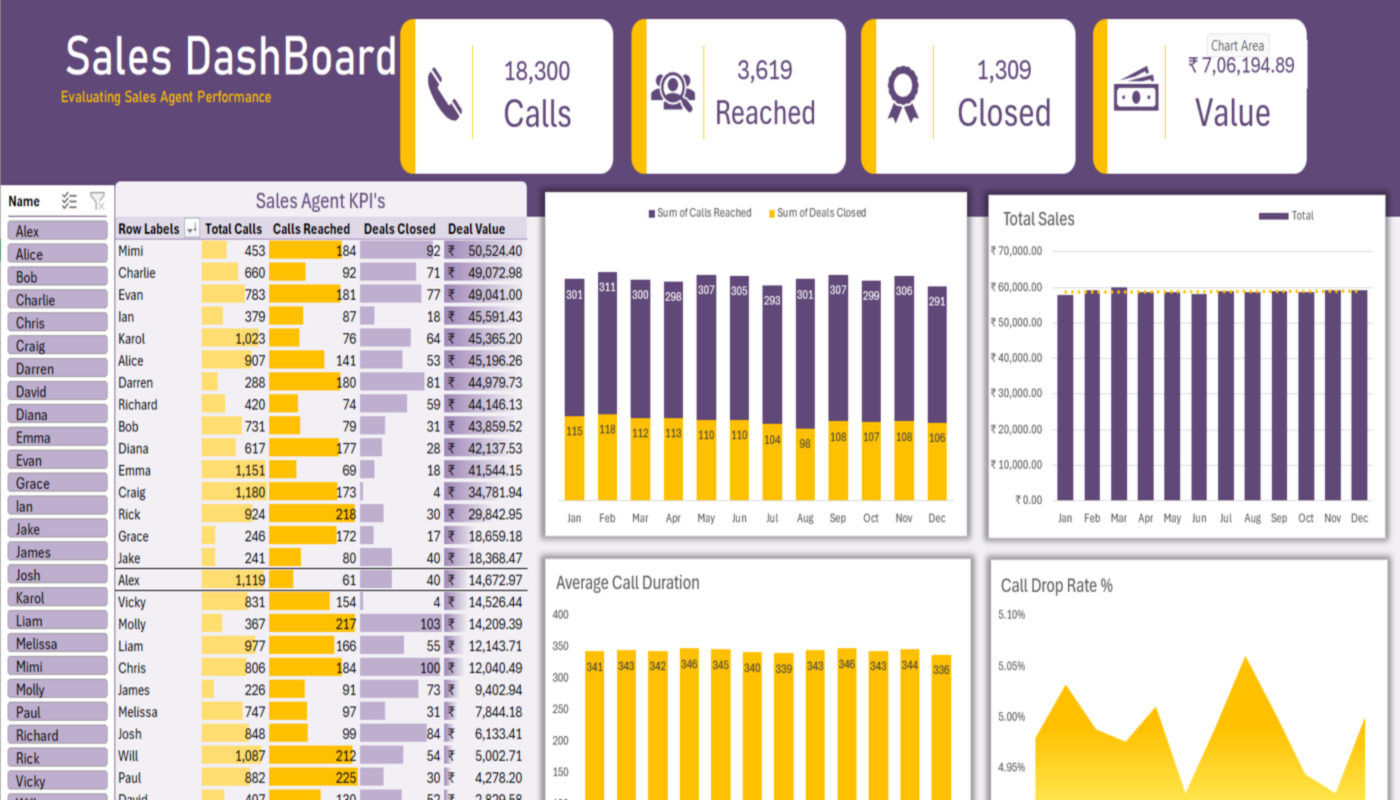 Sales DashBoard
Evaluating Sales Agent Performance
18,300
Calls
3,619
Reached
1,309
Closed
Chart Area
₹ 7,06,194.89
Value
Name
Alex
Alice
Bob
Charlie
Chris
Craig
Darren
David
Diana
Emma
Evan
Grace
Ian
Jake
James
Josh
Karol
Liam
Melissa
Mimi
Molly
Paul
Richard
Rick
Vicky
Will
Sales Agent KPI's
Row Labels Total Calls Calls Reached Deals Closed Deal Value
Mimi 453 184 92 ₹ 50,524.40
Charlie 660 92 71 ₹ 49,072.98
Evan 783 181 77 ₹ 49,041.00
Ian 379 87 18 ₹ 45,591.43
Karol 1,023 76 64 ₹ 45,365.20
Alice 907 141 53 ₹ 45,196.26
Darren 288 180 81 ₹ 44,979.73
Richard 420 74 59 ₹ 44,146.13
Bob 731 79 31 ₹ 43,859.52
Diana 617 177 28 ₹ 42,137.53
Emma 1,151 69 18 ₹ 41,544.15
Craig 1,180 173 4 ₹ 34,781.94
Rick 924 218 30 ₹ 29,842.95
Grace 246 172 17 ₹ 18,659.18
Jake 241 80 40 ₹ 18,368.47
Alex 1,119 61 40 ₹ 14,672.97
Vicky 831 154 4 ₹ 14,526.44
Molly 367 217 103 ₹ 14,209.39
Liam 977 166 55 ₹ 12,143.71
Chris 806 184 100 ₹ 12,040.49
James 226 91 73 ₹ 9,402.94
Melissa 747 97 31 ₹ 7,844.18
Josh 848 99 84 ₹ 6,133.41
Will 1,087 212 54 ₹ 5,002.71
Paul 882 225 30 ₹ 4,278.20
David 407 130 52 ₹ 2,829.58
Sum of Calls Reached Sum of Deals Closed
301 311 300 298 307 305 293 301 307 299 306 291
115 118 112 113 110 110 104 98 108 107 108 106
Jan Feb Mar Apr May Jun Jul Aug Sep Oct Nov Dec
Total Sales
Total
₹ 70,000.00
₹ 60,000.00
₹ 50,000.00
₹ 40,000.00
₹ 30,000.00
₹ 20,000.00
₹ 10,000.00
₹ 0.00
Jan Feb Mar Apr May Jun Jul Aug Sep Oct Nov Dec
Average Call Duration
400
350
300
250
200
150
341 343 342 346 345 340 339 343 346 343 344 336
Call Drop Rate %
5.10%
5.05%
5.00%
4.95%